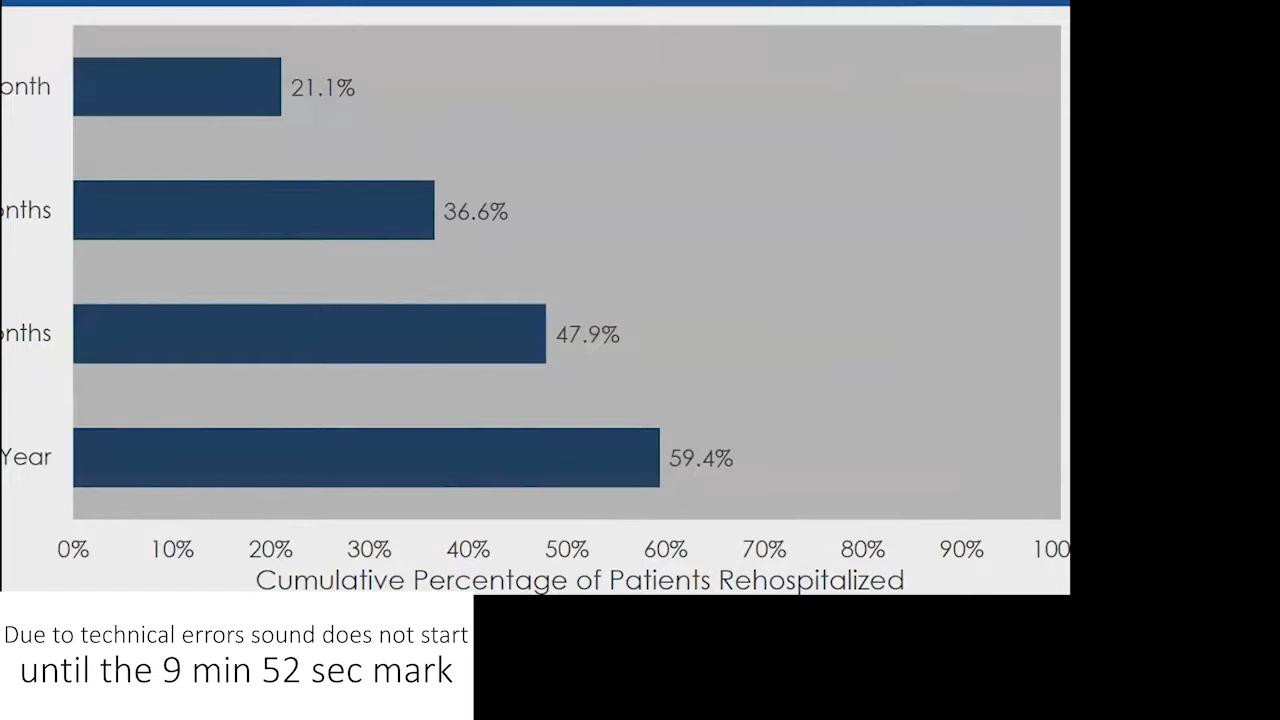 onth
21.1%
onths
36.6%
onths
47.9%
Year
59.4%
0% 10% 20% 30% 40% 50% 60% 70% 80% 90% 100
Cumulative Percentage of Patients Rehospitalized
Due to technical errors sound does not start
until the 9 min 52 sec mark